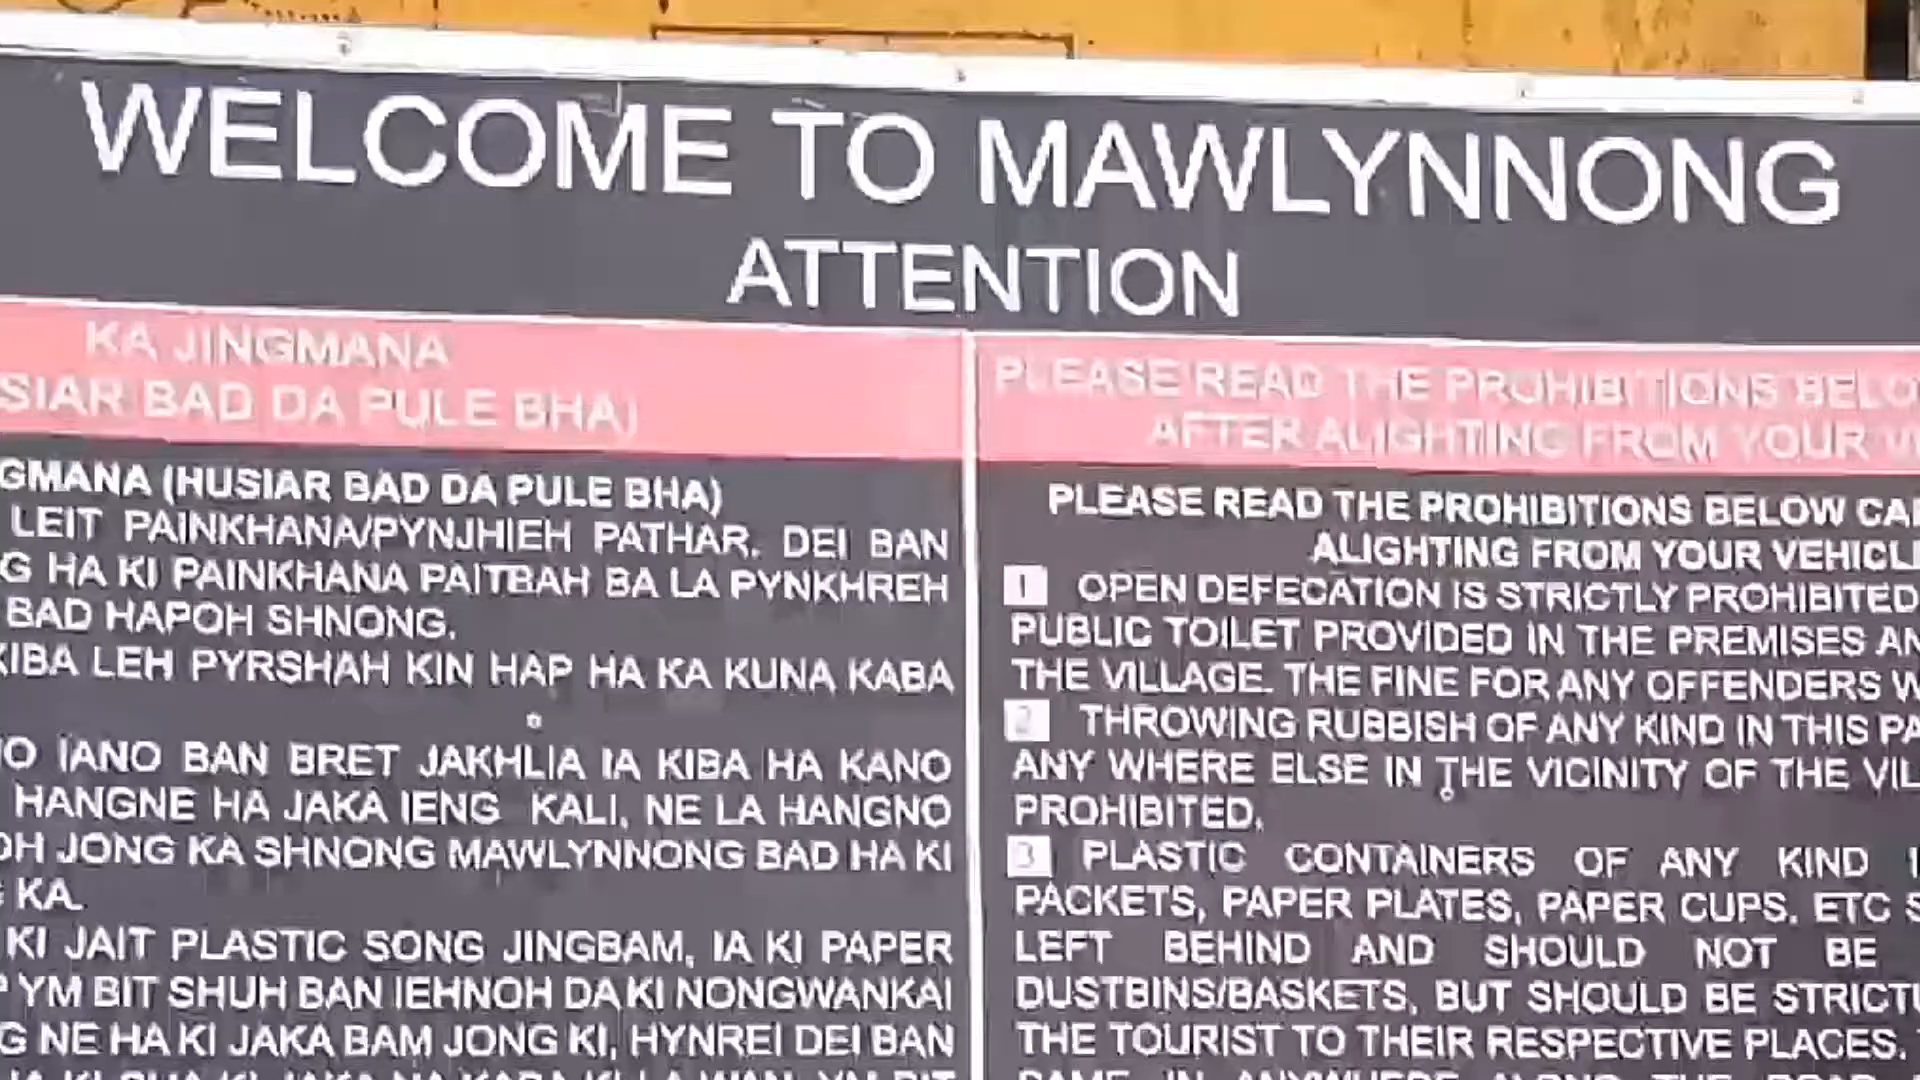 WELCOME TO MAWLYNNONG
ATTENTION
KA JINGMANA
SIAR BAD DA PULE BHA)
GMANA (HUSIAR BAD DA PULE BHA)
LEIT PAINKHANA/PYNJHIEH PATHAR. DEI BAN
G HA KI PAINKHANA PAITBAH BA LA PYNKHREH
BAD HAPOH SHNONG.
KIBA LEH PYRSHAH KIN HAP HA KA KUNA KABA
NO IANO BAN BRET JAKHLIA IA KIBA HA KANO
HANGNE HA JAKA IENG KALI, NE LA HANGNO
OH JONG KA SHNONG MAWLYNNONG BAD HA KI
KA.
KI JAIT PLASTIC SONG JINGBAM, IA KI PAPER
P YM BIT SHUH BAN IEHNOH DA KI NONGWANKAI
G NE HA KI JAKA BAM JONG KI, HYNREI DEI BAN
PLEASE READ THE PROHIBITIONS BELO
AFTER ALIGHTING FROM YOUR
PLEASE READ THE PROHIBITIONS BELOW CA
ALIGHTING FROM YOUR VEHICL
1 OPEN DEFECATION IS STRICTLY PROHIBITED
PUBLIC TOILET PROVIDED IN THE PREMISES AN
THE VILLAGE. THE FINE FOR ANY OFFENDERS W
2 THROWING RUBBISH OF ANY KIND IN THIS PA
ANY WHERE ELSE IN THE VICINITY OF THE VIL
PROHIBITED.
3 PLASTIC CONTAINERS OF ANY KIND
PACKETS, PAPER PLATES, PAPER CUPS. ETC S
LEFT BEHIND AND SHOULD NOT BE
DUSTBINS/BASKETS, BUT SHOULD BE STRICT
THE TOURIST TO THEIR RESPECTIVE PLACES.